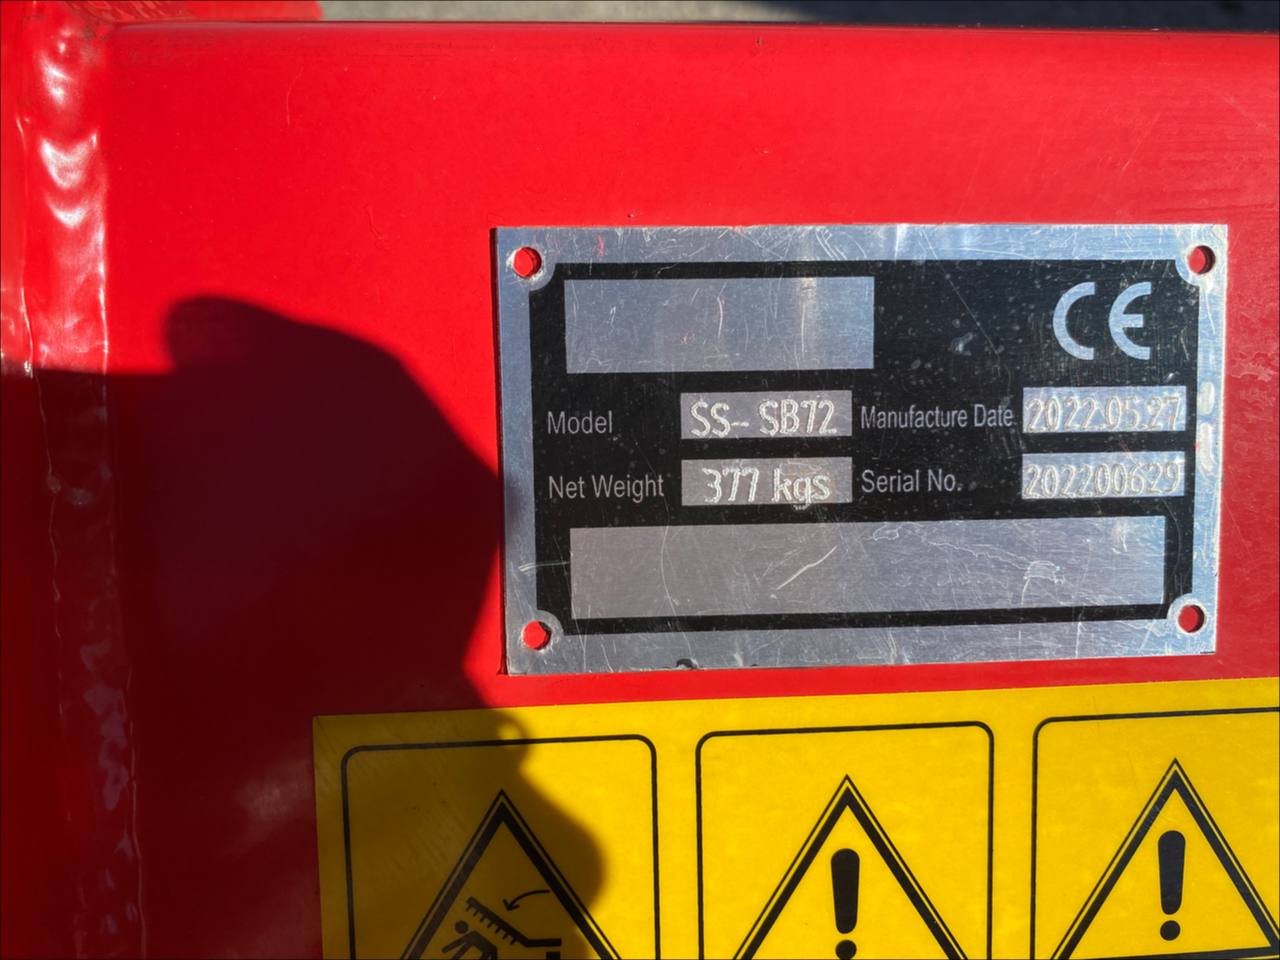 CE
Model SS-SB72 Manufacture Date 2022.05.27
Net Weight 377 kgs Serial No. 202200629